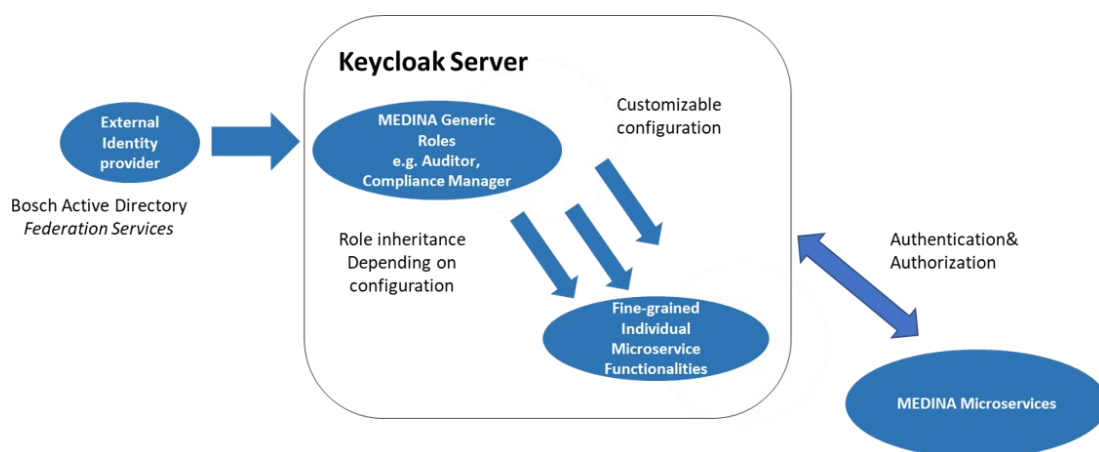 Keycloak Server
External
Identity
provider
Bosch Active Directory
Federation Services
MEDINA Generic
Roles
e.g. Auditor,
Compliance Manager
Customizable
configuration
Role inheritance
Depending on
configuration
Fine-grained
Individual
Microservice
Functionalities
Authentication&
Authorization
MEDINA Microservices